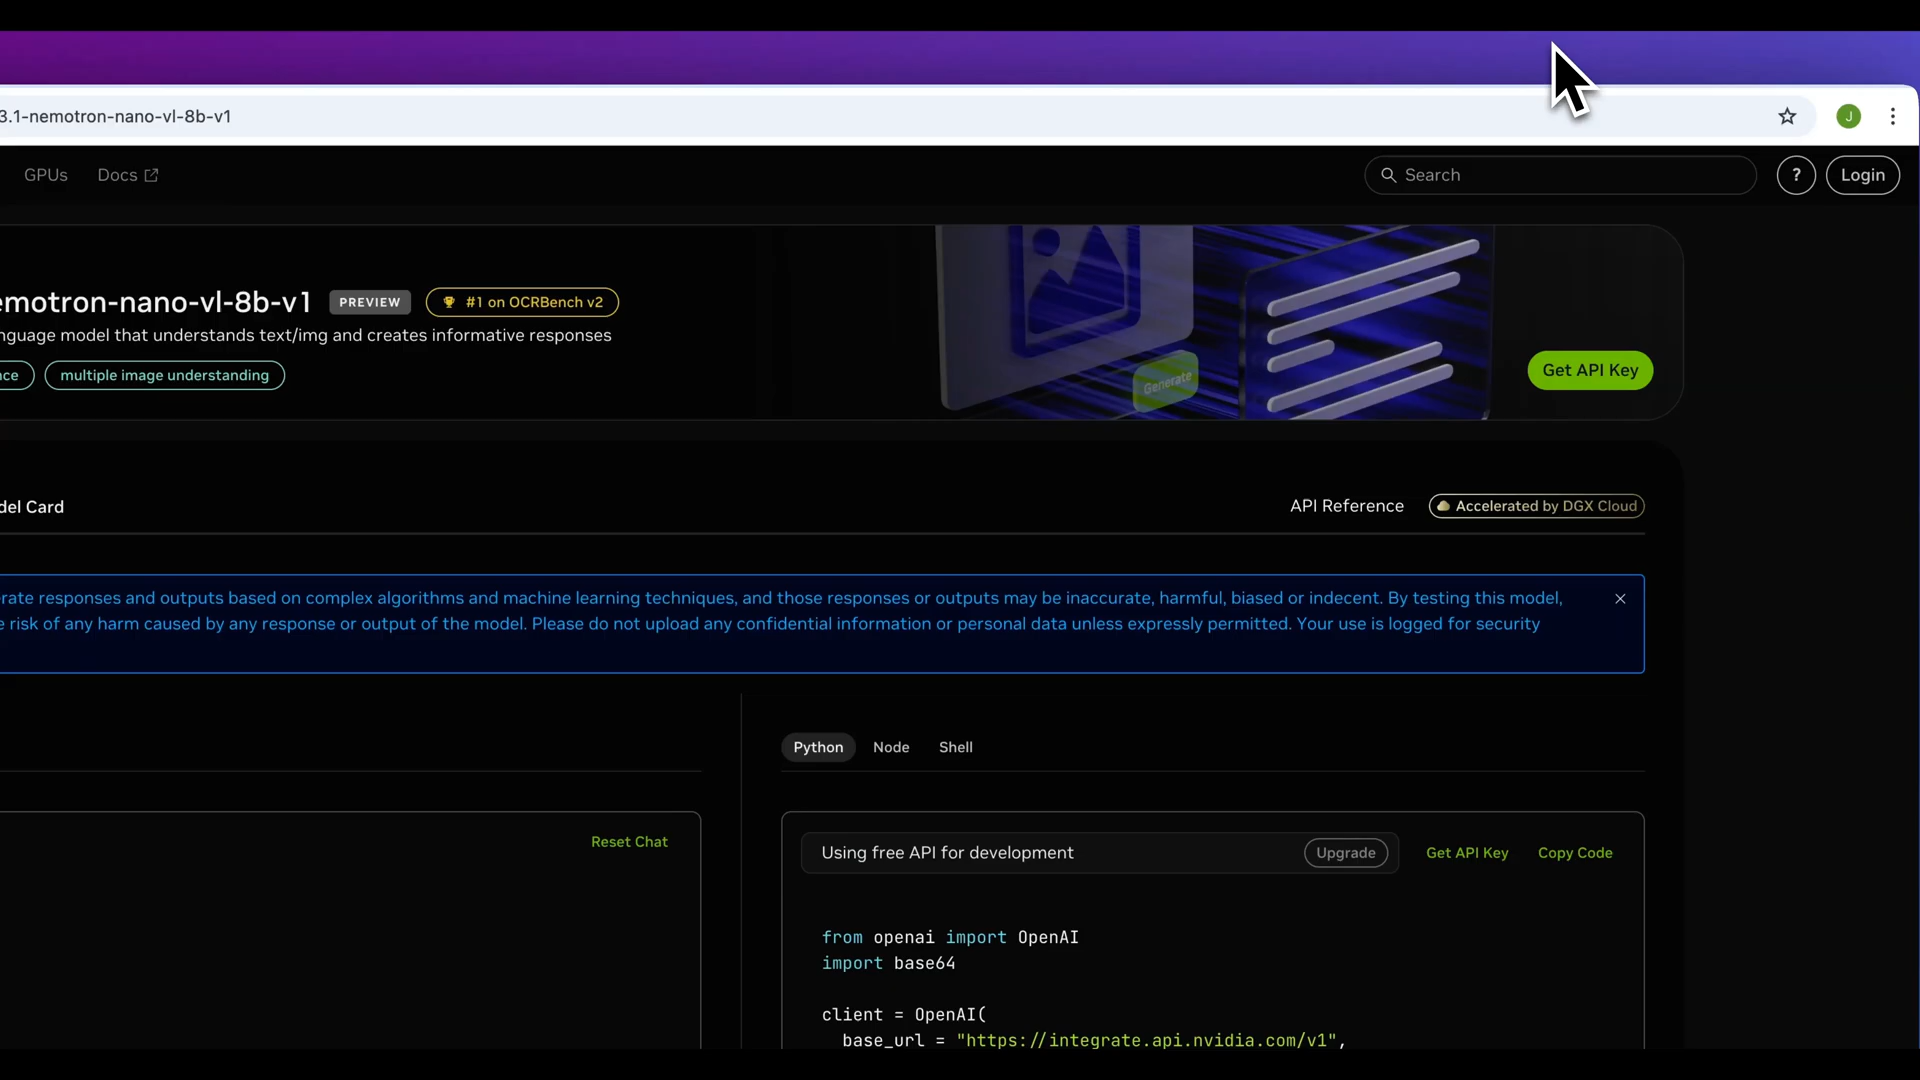 3.1-nemotron-nano-vl-8b-v1
J
GPUs
Docs
Search
?
Login
emotron-nano-vl-8b-v1
PREVIEW
#1 on OCRBench v2
nguage model that understands text/img and creates informative responses
nce
multiple image understanding
Generate
Get API Key
del Card
API Reference
Accelerated by DGX Cloud
rate responses and outputs based on complex algorithms and machine learning techniques, and those responses or outputs may be inaccurate, harmful, biased or indecent. By testing this model,
e risk of any harm caused by any response or output of the model. Please do not upload any confidential information or personal data unless expressly permitted. Your use is logged for security
Python
Node
Shell
Reset Chat
Using free API for development
Upgrade
Get API Key
Copy Code
from openai import OpenAI
import base64
client = OpenAI(
base_url = "https://integrate.api.nvidia.com/v1",